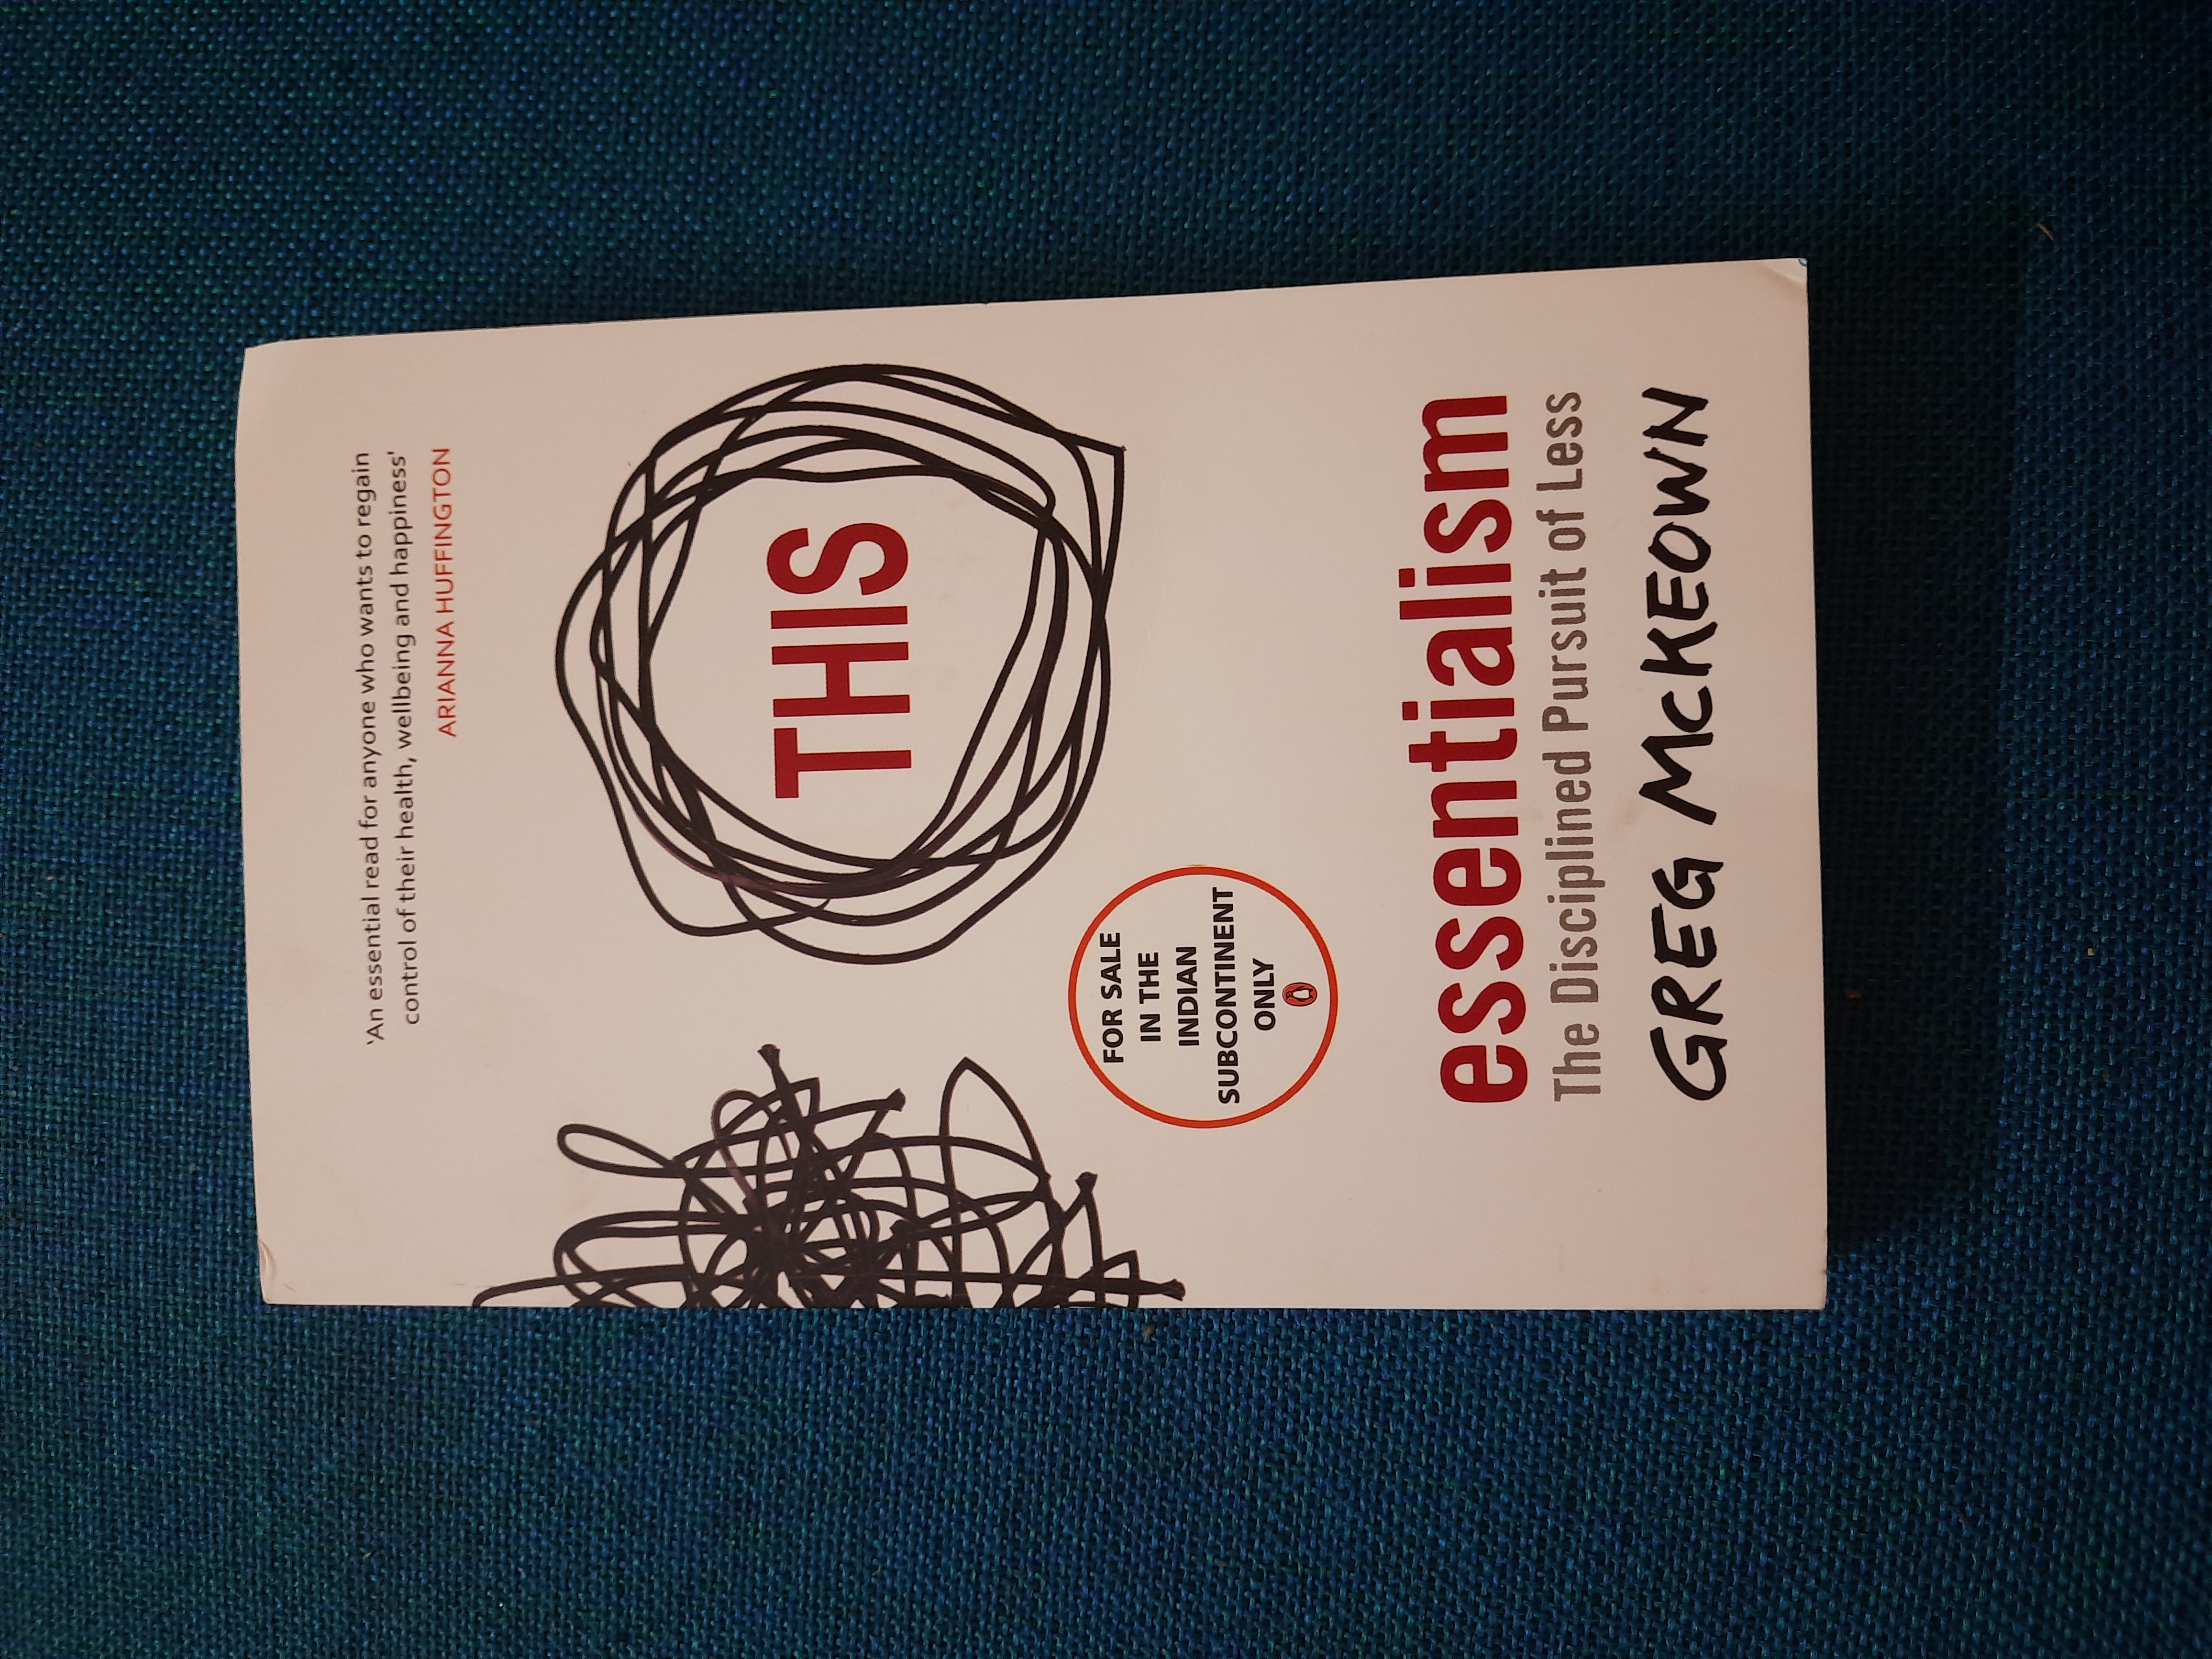 'An essential read for anyone who wants to regain
control of their health, wellbeing and happiness'
ARIANNA HUFFINGTON
THIS
FOR SALE
IN THE
INDIAN
SUBCONTINENT
ONLY
essentialism
The Disciplined Pursuit of Less
GREG McKEOWN